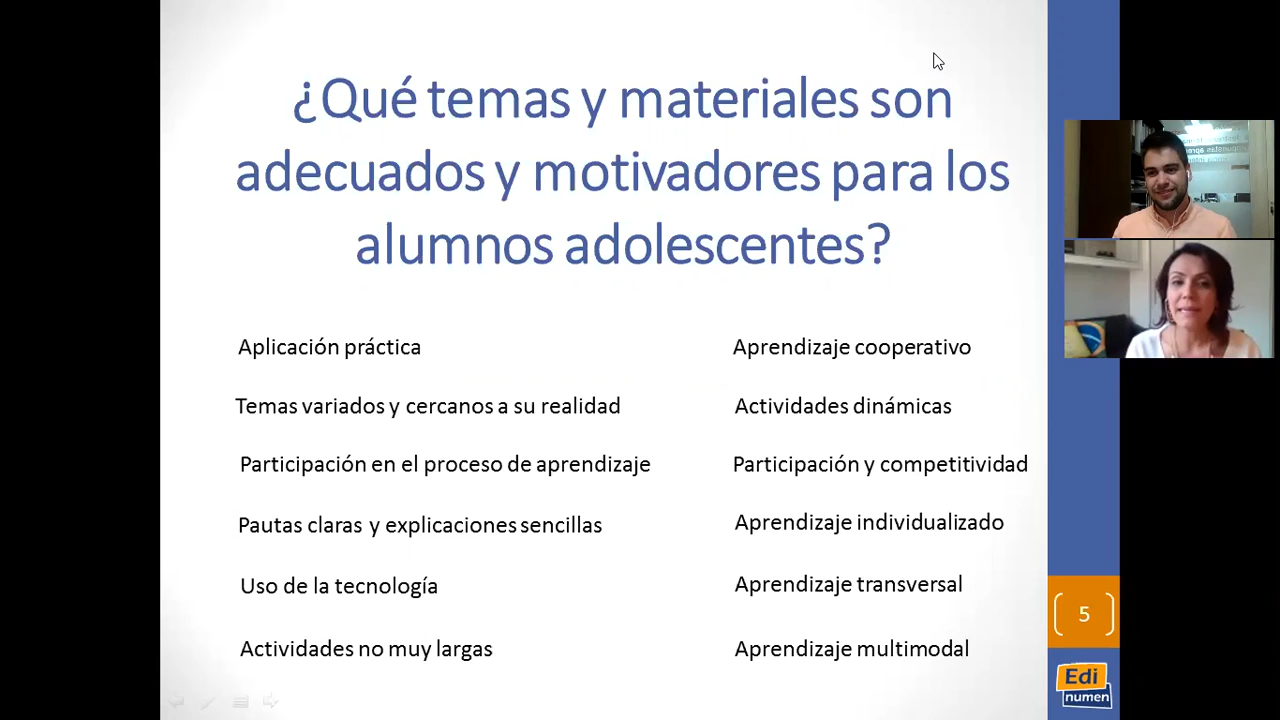 ¿Qué temas y materiales son
adecuados y motivadores para los
alumnos adolescentes?
Aplicación práctica
Temas variados y cercanos a su realidad
Participación en el proceso de aprendizaje
Pautas claras y explicaciones sencillas
Uso de la tecnología
Actividades no muy largas
Aprendizaje cooperativo
Actividades dinámicas
Participación y competitividad
Aprendizaje individualizado
Aprendizaje transversal
Aprendizaje multimodal
5
Edi
numen